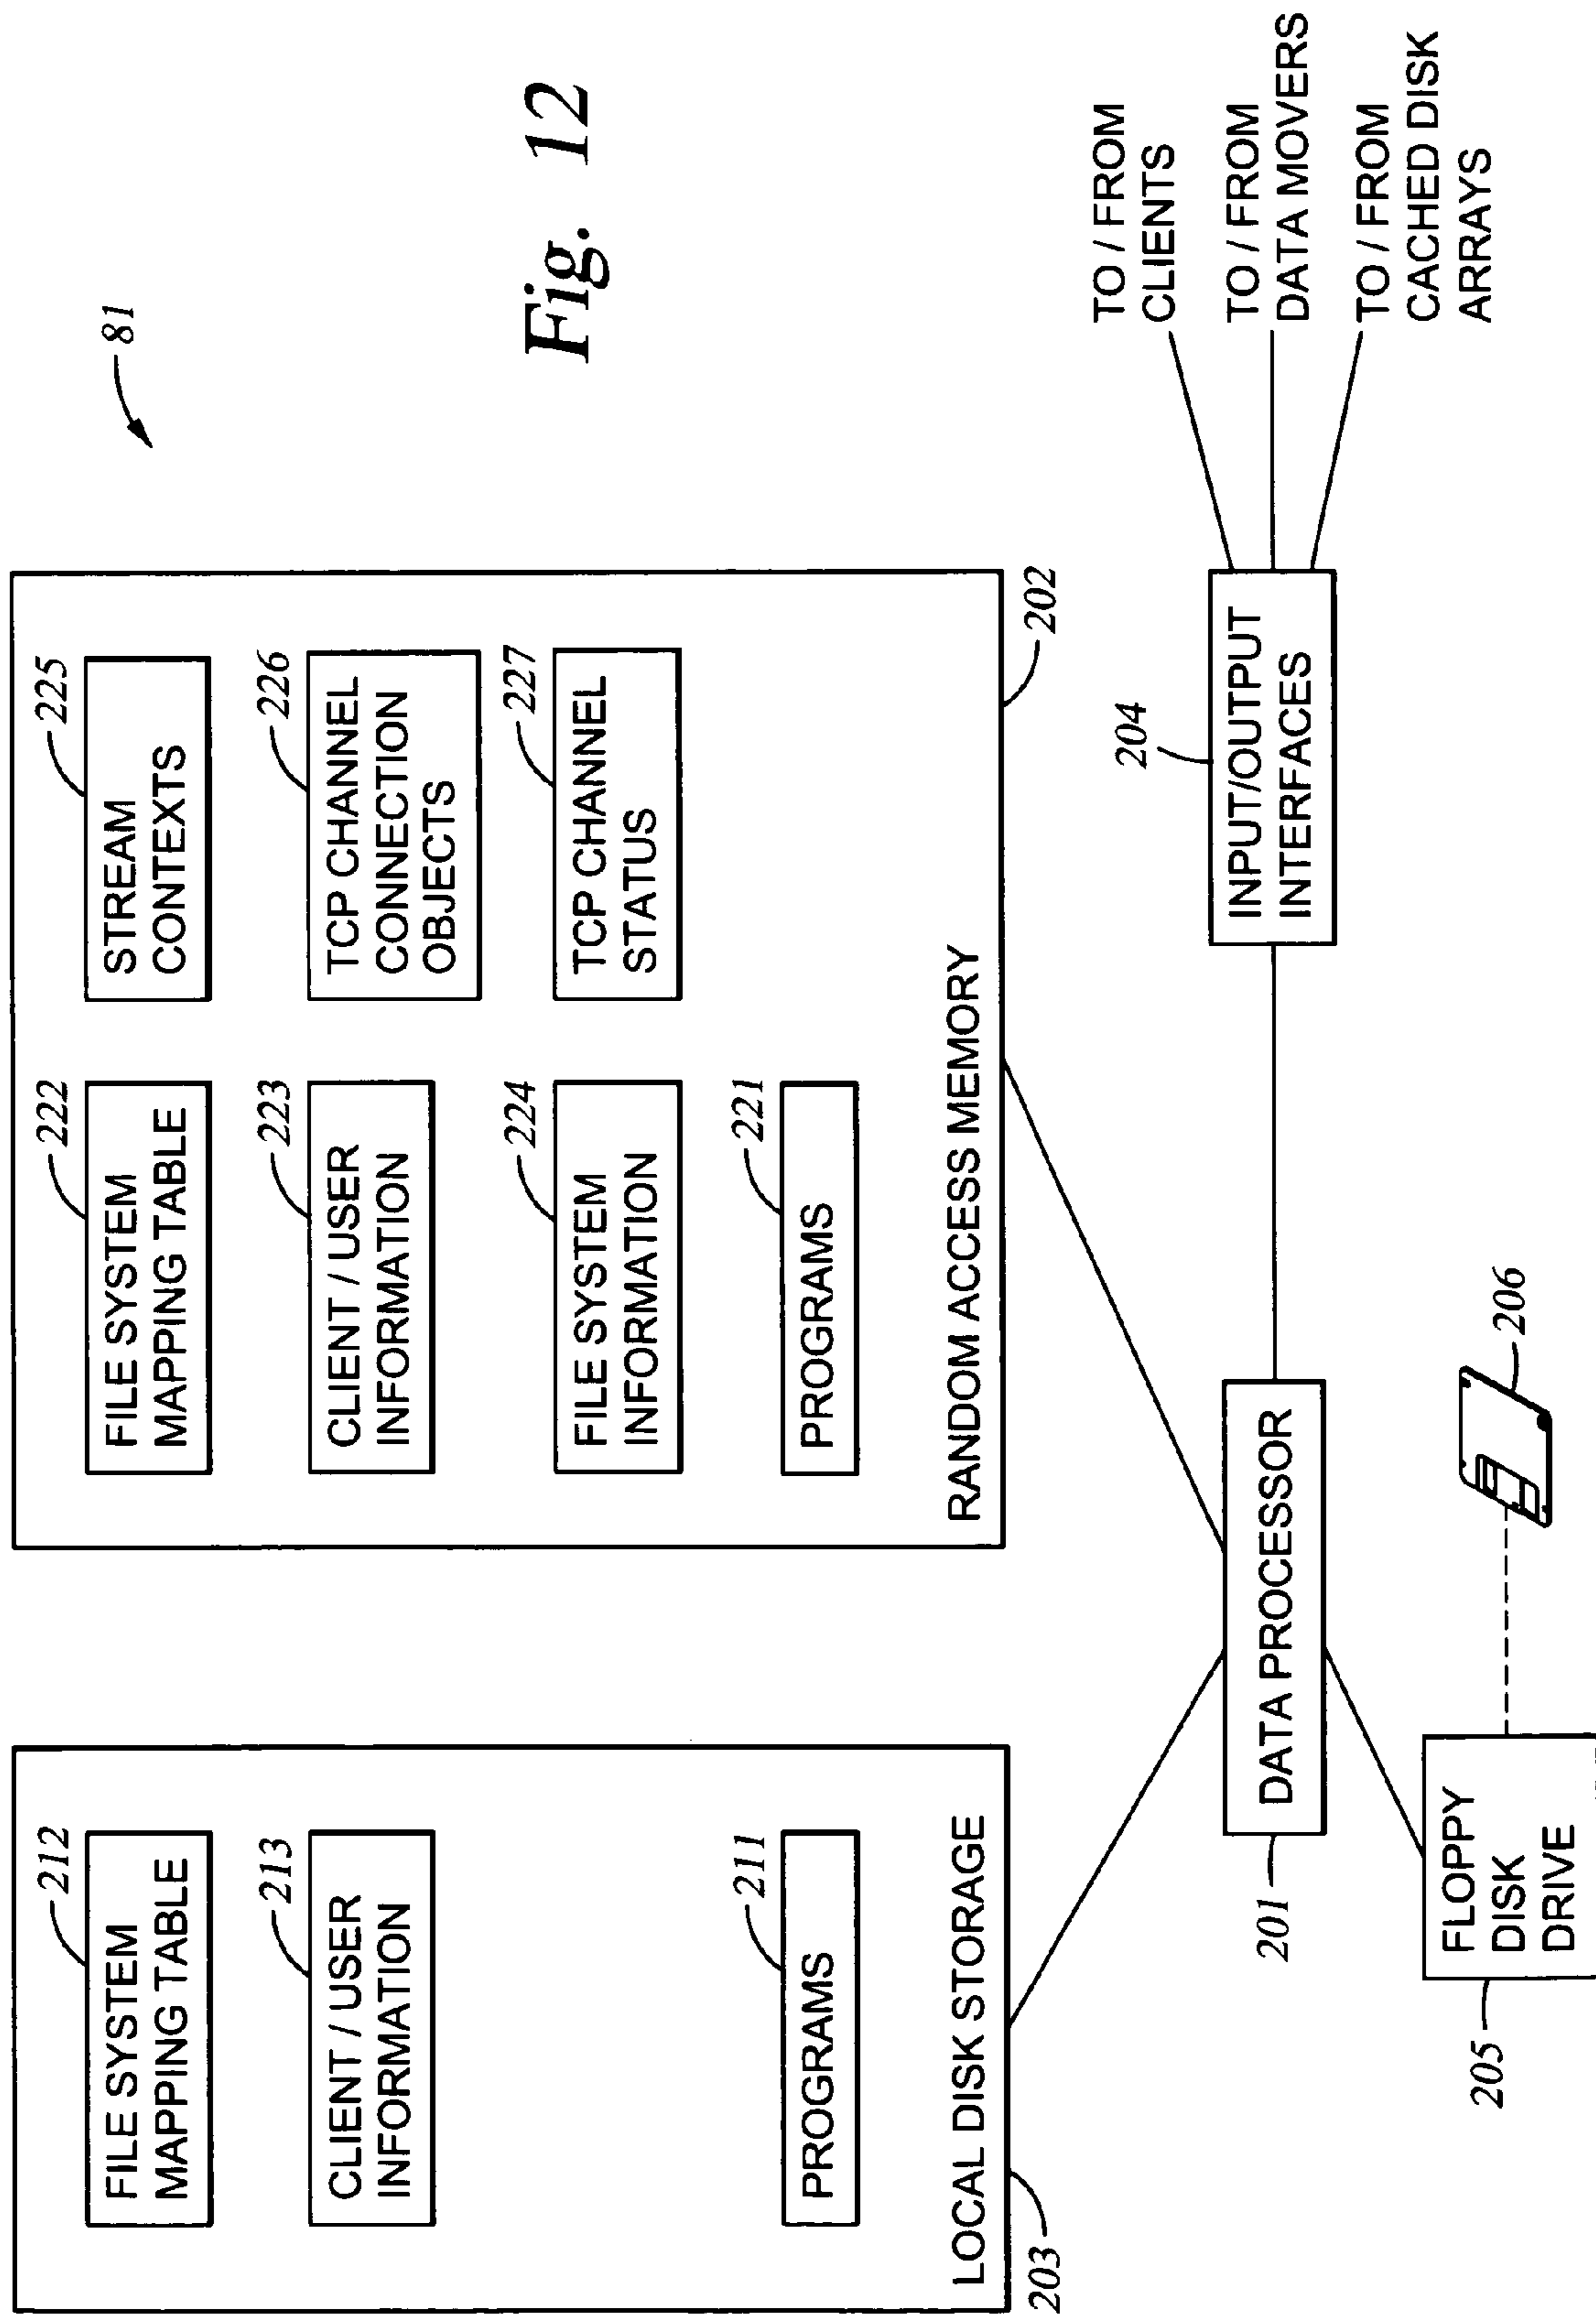 81
Fig. 12
212
FILE SYSTEM
MAPPING TABLE
213
CLIENT / USER
INFORMATION
211
PROGRAMS
LOCAL DISK STORAGE
203
222
FILE SYSTEM
MAPPING TABLE
223
CLIENT / USER
INFORMATION
224
FILE SYSTEM
INFORMATION
221
PROGRAMS
225
STREAM
CONTEXTS
226
TCP CHANNEL
CONNECTION
OBJECTS
227
TCP CHANNEL
STATUS
RANDOM ACCESS MEMORY
202
201
DATA PROCESSOR
204
INPUT/OUTPUT
INTERFACES
TO / FROM
CLIENTS
TO / FROM
DATA MOVERS
TO / FROM
CACHED DISK
ARRAYS
205
FLOPPY
DISK
DRIVE
206